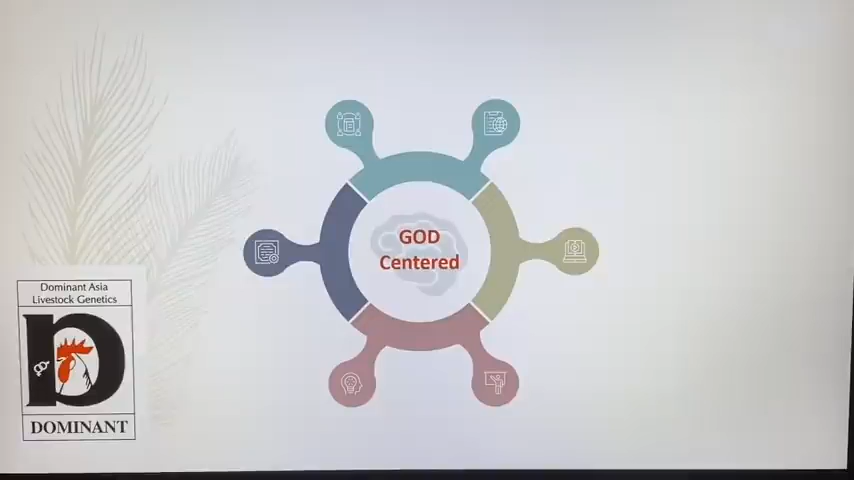 GOD
Centered
Dominant Asia
Livestock Genetics
DOMINANT